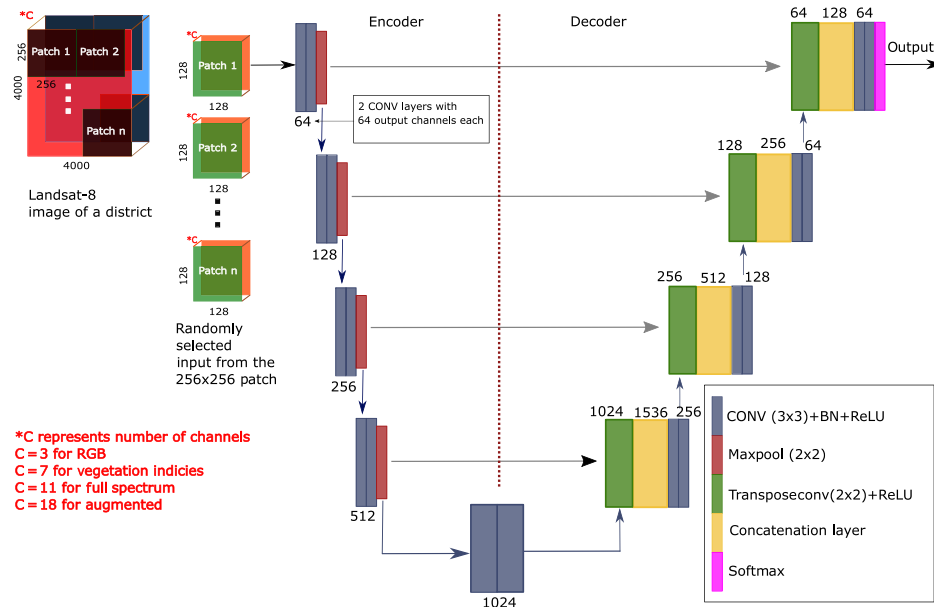 *C
Patch 1
Patch 2
256
256
4000
Patch n
4000
Landsat-8
image of a district
*C
Patch 1
128
128
*C
Patch 2
128
128
*C
Patch n
128
128
Randomly
selected
input from the
256x256 patch
*C represents number of channels
C = 3 for RGB
C = 7 for vegetation indicies
C = 11 for full spectrum
C = 18 for augmented
Encoder
Decoder
64
2 CONV layers with
64 output channels each
128
256
512
1024
1024
1536
256
256
512
128
128
256
64
64
128
64
Output
CONV (3x3)+BN+ReLU
Maxpool (2x2)
Transposeconv(2x2)+ReLU
Concatenation layer
Softmax